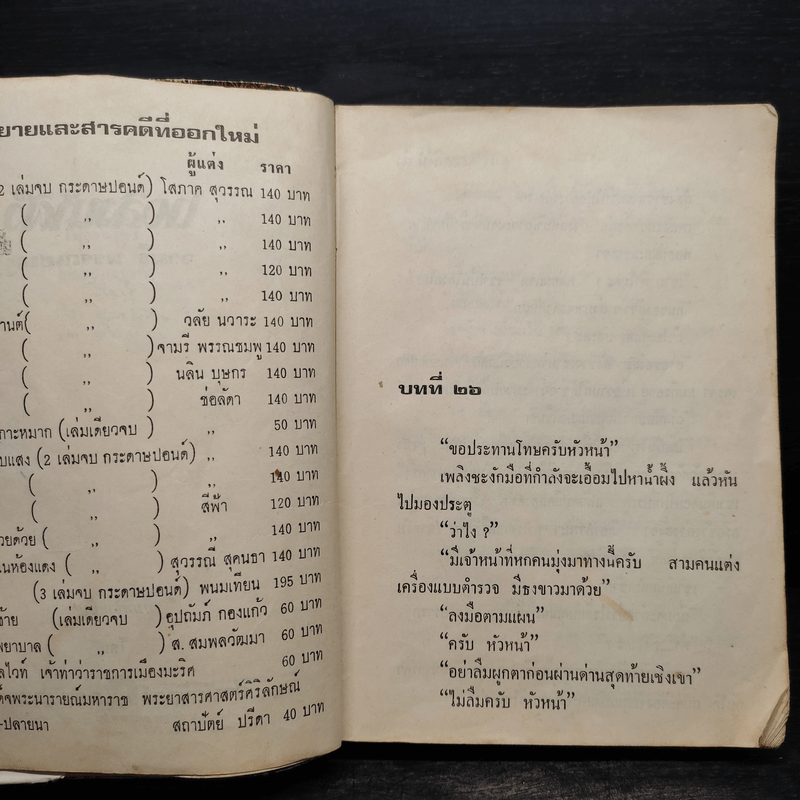 ยายและสารคดีที่ออกใหม่
ผู้แต่ง ราคา
2 เล่มจบ กระดาษปอนด์) โสภาค สุวรรณ 140 บาท
( ,, ) ,, 140 บาท
( ,, ) ,, 140 บาท
( ,, ) ,, 120 บาท
( ,, ) ,, 140 บาท
านต์( ,, ) วลัย นวาระ 140 บาท
( ,, ) จามรี พรรณชมพู 140 บาท
( ,, ) นลิน บุษกร 140 บาท
( ,, ) ช่อลัดา 140 บาท
กาะหมาก (เล่มเดียวจบ ) ,, 50 บาท
บแสง (2 เล่มจบ กระดาษปอนด์) ,, 140 บาท
( ,, ) 140 บาท
( ,, ) สีฟ้า 120 บาท
วยด้วย ( ,, ) ,, 140 บาท
นห้องแดง ( ,, ) สุวรรณี สุคนธา 140 บาท
(3 เล่มจบ กระดาษปอนด์) พนมเทียน 195 บาท
ซ้าย (เล่มเดียวจบ ) อุปถัมภ์ กองแก้ว 60 บาท
พยาบาล ( ,, ) ส. สมพลวัฒมา 60 บาท
ลไวท์ เจ้าท่าว่าราชการเมืองมะริศ 60 บาท
ด็จพระนารายณ์มหาราช พระยาสารศาสตร์ศิริลักษณ์
-ปลายนา สถาปัตย์ ปรีดา 40 บาท
บทที่ ๒๖
“ขอประทานโทษครับหัวหน้า”
เพลิงชะงักมือที่กำลังจะเอื้อมไปหาน้ำผึ้ง แล้วหัน
ไปมองประตู
“ว่าไง ?”
“มีเจ้าหน้าที่หกคนมุ่งมาทางนี้ครับ สามคนแต่ง
เครื่องแบบตำรวจ มีธงขาวมาด้วย”
“ลงมือตามแผน”
“ครับ หัวหน้า”
“อย่าลืมผูกตาก่อนผ่านด่านสุดท้ายเชิงเขา”
“ไม่ลืมครับ หัวหน้า”